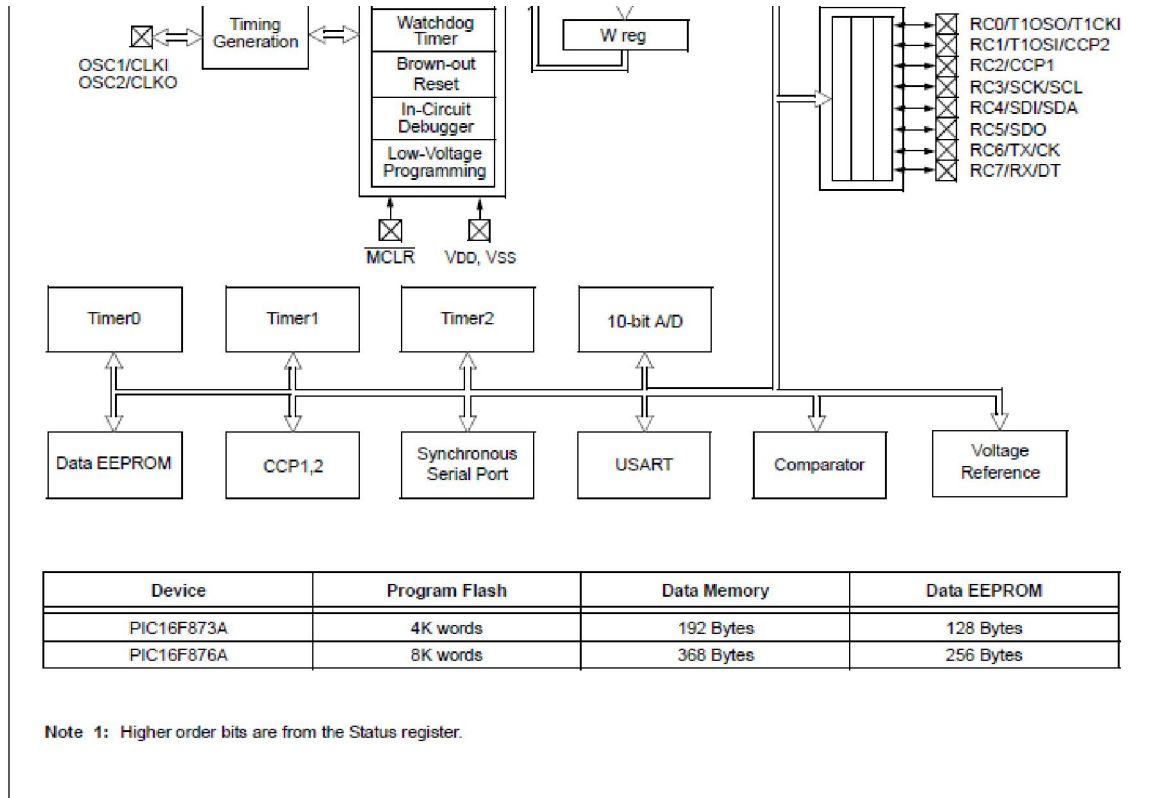 Timing
Generation
OSC1/CLKI
OSC2/CLKO
Watchdog
Timer
Brown-out
Reset
In-Circuit
Debugger
Low-Voltage
Programming
MCLR
VDD, VSS
W reg
RC0/T1OSO/T1CKI
RC1/T1OSI/CCP2
RC2/CCP1
RC3/SCK/SCL
RC4/SDI/SDA
RC5/SDO
RC6/TX/CK
RC7/RX/DT
Timer0
Timer1
Timer2
10-bit A/D
Data EEPROM
CCP1,2
Synchronous
Serial Port
USART
Comparator
Voltage
Reference
Device Program Flash Data Memory Data EEPROM
PIC16F873A 4K words 192 Bytes 128 Bytes
PIC16F876A 8K words 368 Bytes 256 Bytes
Note 1: Higher order bits are from the Status register.